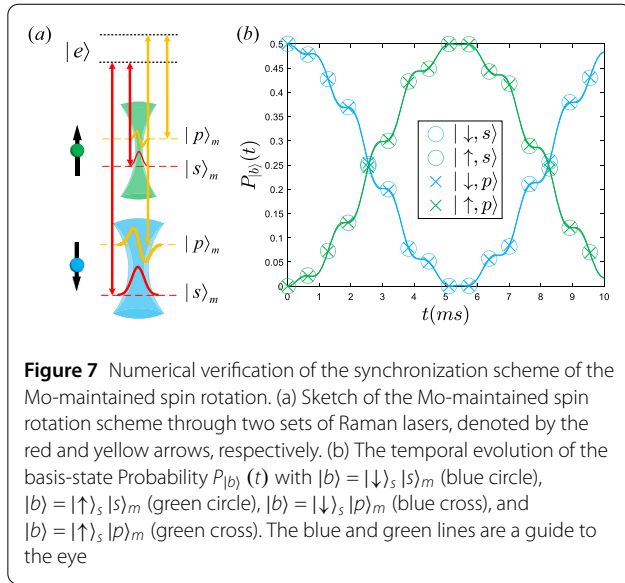 (a)
| e⟩
| p⟩m
| s⟩m
| p⟩m
| s⟩m
(b)
0.5
0.45
0.4
0.35
0.3
0.25
0.2
0.15
0.1
0.05
0
P|b⟩(t)
| ↓, s⟩
| ↑, s⟩
| ↓, p⟩
| ↑, p⟩
0 1 2 3 4 5 6 7 8 9 10
t(ms)
Figure 7 Numerical verification of the synchronization scheme of the
Mo-maintained spin rotation. (a) Sketch of the Mo-maintained spin
rotation scheme through two sets of Raman lasers, denoted by the
red and yellow arrows, respectively. (b) The temporal evolution of the
basis-state Probability P|b⟩ (t) with |b⟩ = |↓⟩s |s⟩m (blue circle),
|b⟩ = |↑⟩s |s⟩m (green circle), |b⟩ = |↓⟩s |p⟩m (blue cross), and
|b⟩ = |↑⟩s |p⟩m (green cross). The blue and green lines are a guide to
the eye